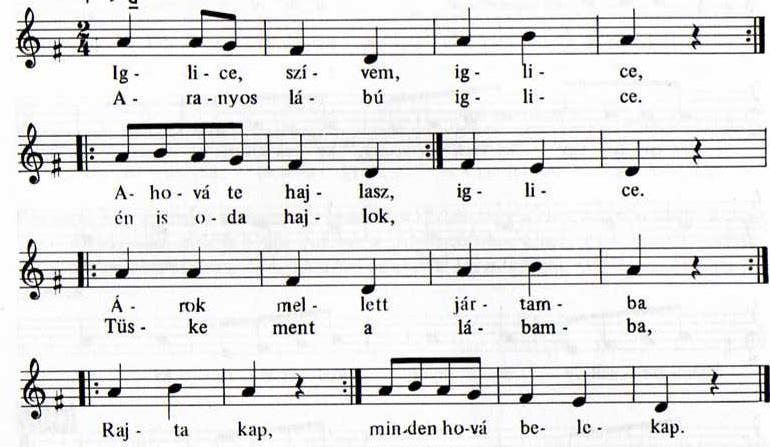 2
4
Ig- li- ce, szí- vem, ig- li- ce,
A- ra-nyos lá- bú ig- li- ce.
A- ho-vá te haj- lasz, ig- li- ce.
én is o-da haj- lok,
Á- rok mel- lett jár- tam- ba
Tüs- ke ment a lá- bam- ba,
Raj- ta kap, min-den ho-vá be- le- kap.